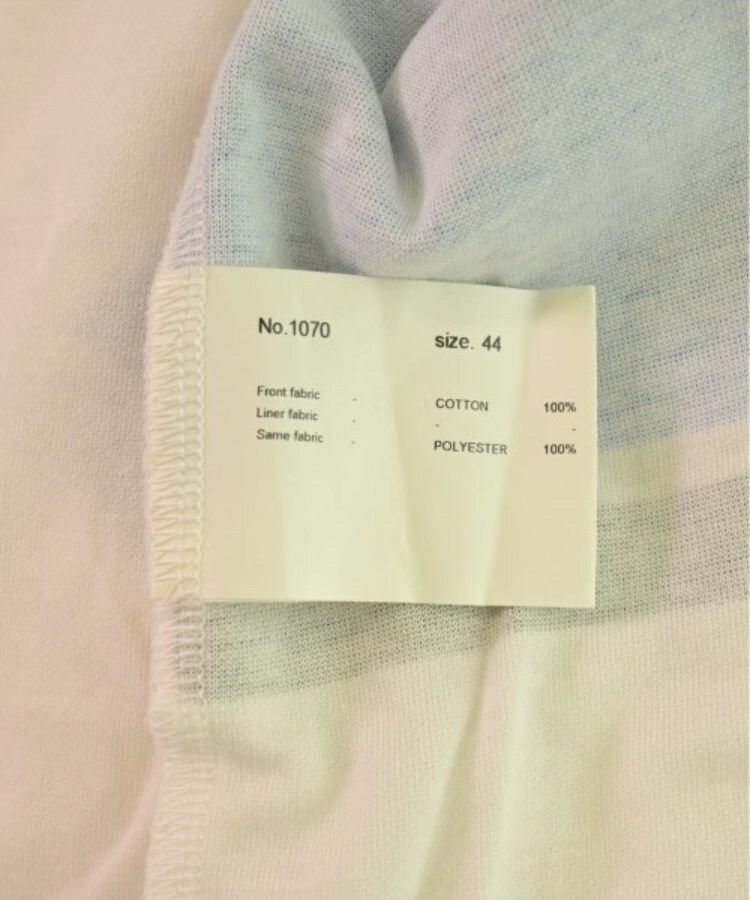 No.1070 size. 44
Front fabric - COTTON 100%
Liner fabric - - -
Same fabric - POLYESTER 100%